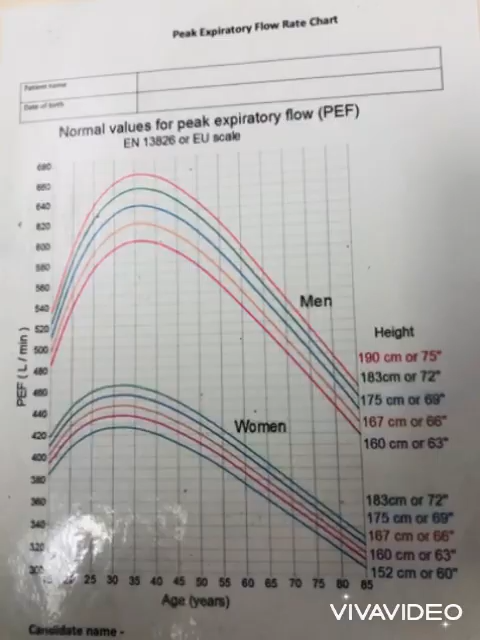 Peak Expiratory Flow Rate Chart
Patient name
Date of birth
Normal values for peak expiratory flow (PEF)
EN 13826 or EU scale
680
660
640
620
600
580
560
540
520
500
480
460
440
420
400
380
360
340
320
300
PEF ( L / min )
Men
Women
Height
190 cm or 75"
183cm or 72"
175 cm or 69"
167 cm or 66"
160 cm or 63"
183cm or 72"
175 cm or 69"
167 cm or 66"
160 cm or 63"
152 cm or 60"
15 20 25 30 35 40 45 50 55 60 65 70 75 80 85
Age (years)
Candidate name -
VIVAVIDEO